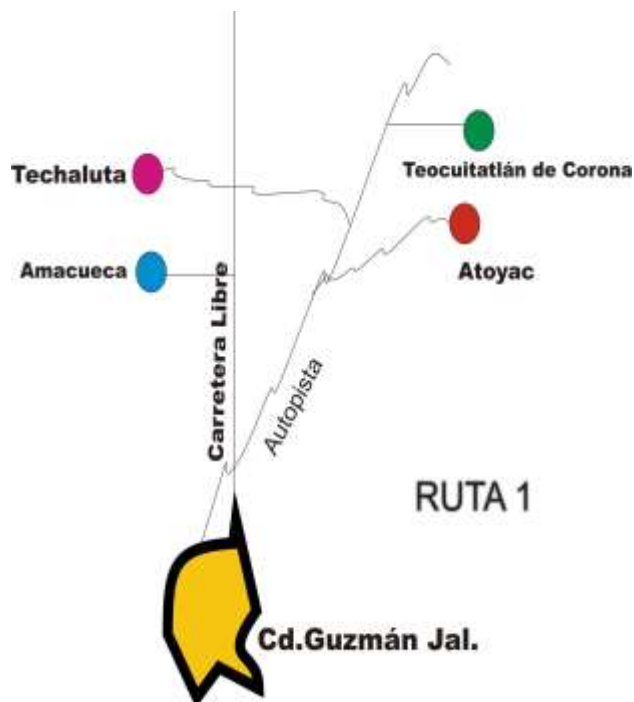 Techaluta
Teocuitatlán de Corona
Amacueca
Atoyac
Carretera Libre
Autopista
RUTA 1
Cd.Guzmán Jal.